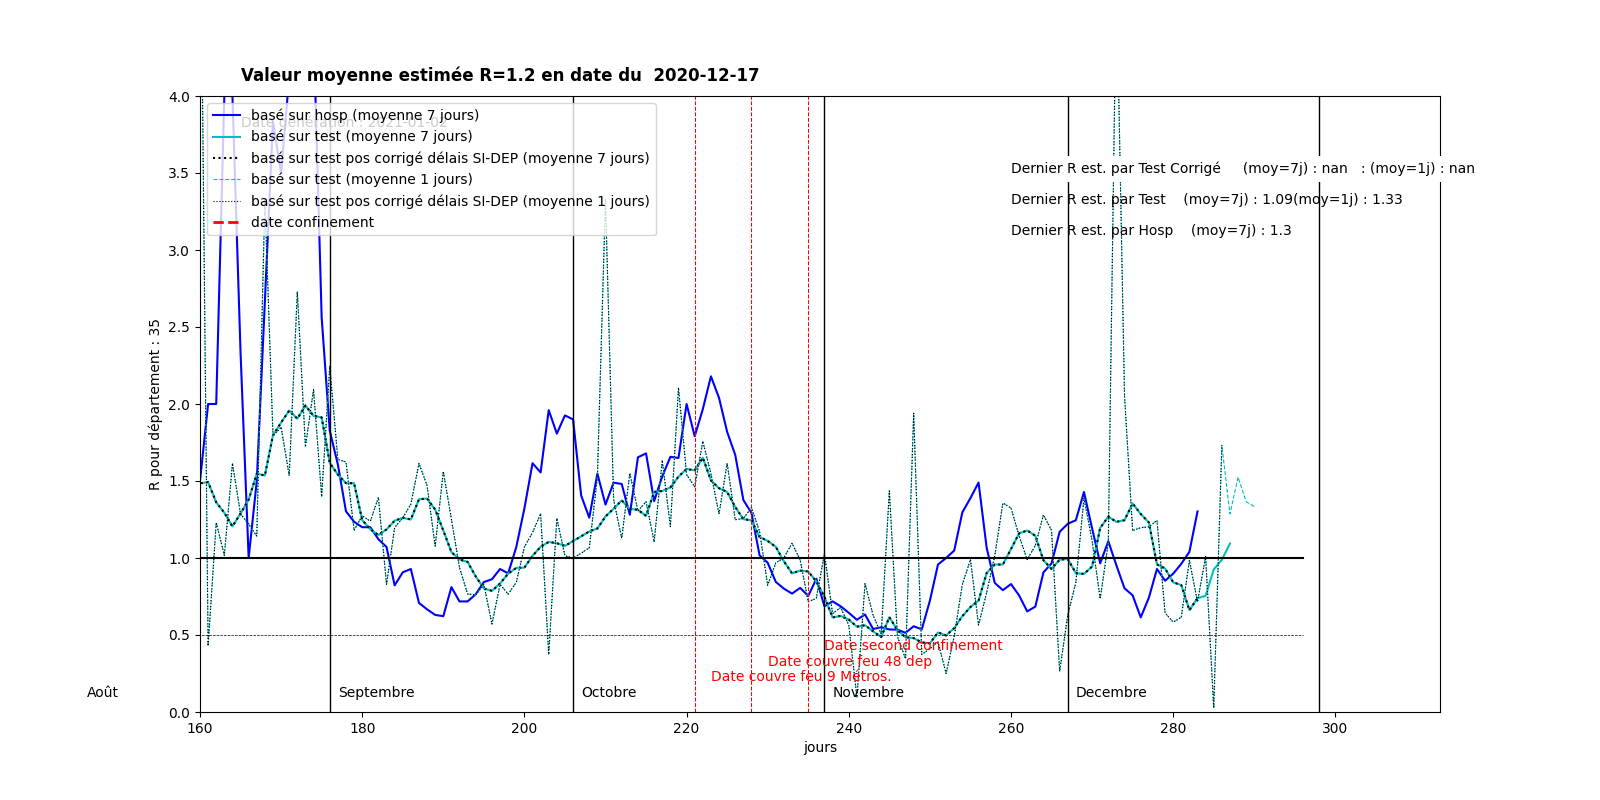 Valeur moyenne estimée R=1.2 en date du  2020-12-17
basé sur hosp (moyenne 7 jours)
Date génération : 2021-01-02
basé sur test (moyenne 7 jours)
basé sur test pos corrigé délais SI-DEP (moyenne 7 jours)
basé sur test (moyenne 1 jours)
basé sur test pos corrigé délais SI-DEP (moyenne 1 jours)
date confinement
Dernier R est. par Test Corrigé     (moy=7j) : nan   : (moy=1j) : nan
Dernier R est. par Test    (moy=7j) : 1.09(moy=1j) : 1.33
Dernier R est. par Hosp    (moy=7j) : 1.3
R pour département : 35
4.0
3.5
3.0
2.5
2.0
1.5
1.0
0.5
0.0
Date second confinement
Date couvre feu 48 dep
Date couvre feu 9 Métros.
Août Septembre Octobre Novembre Decembre
160 180 200 220 240 260 280 300
jours